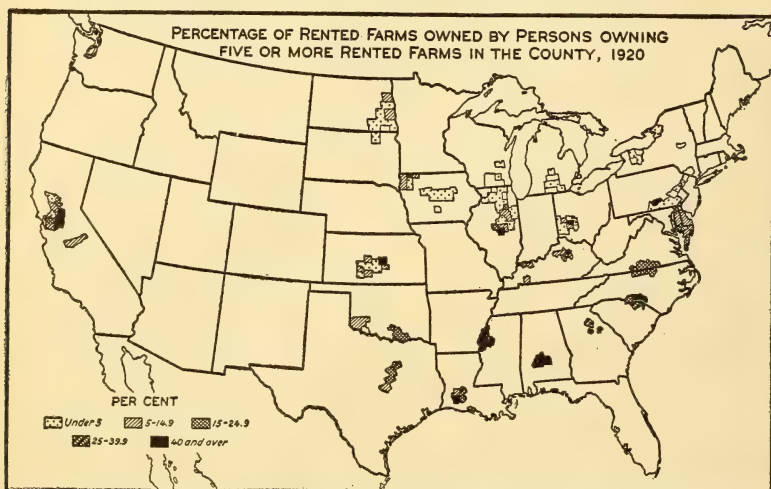 PERCENTAGE OF RENTED FARMS OWNED BY PERSONS OWNING
FIVE OR MORE RENTED FARMS IN THE COUNTY, 1920
PER CENT
Under 5 5-14.9 15-24.9
25-39.9 40 and over